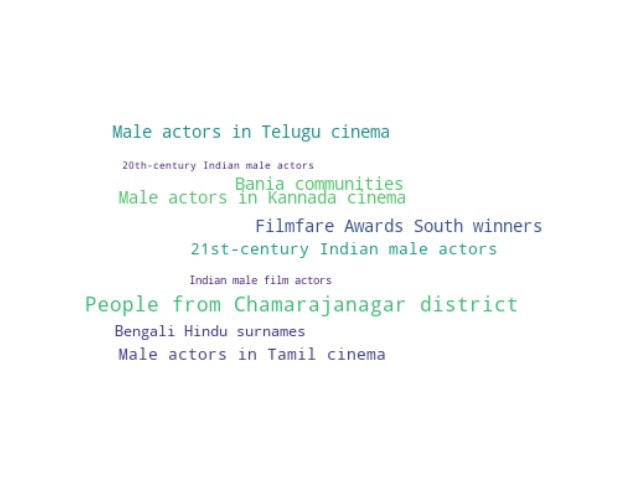 Male actors in Telugu cinema
20th-century Indian male actors
Bania communities
Male actors in Kannada cinema
Filmfare Awards South winners
21st-century Indian male actors
Indian male film actors
People from Chamarajanagar district
Bengali Hindu surnames
Male actors in Tamil cinema